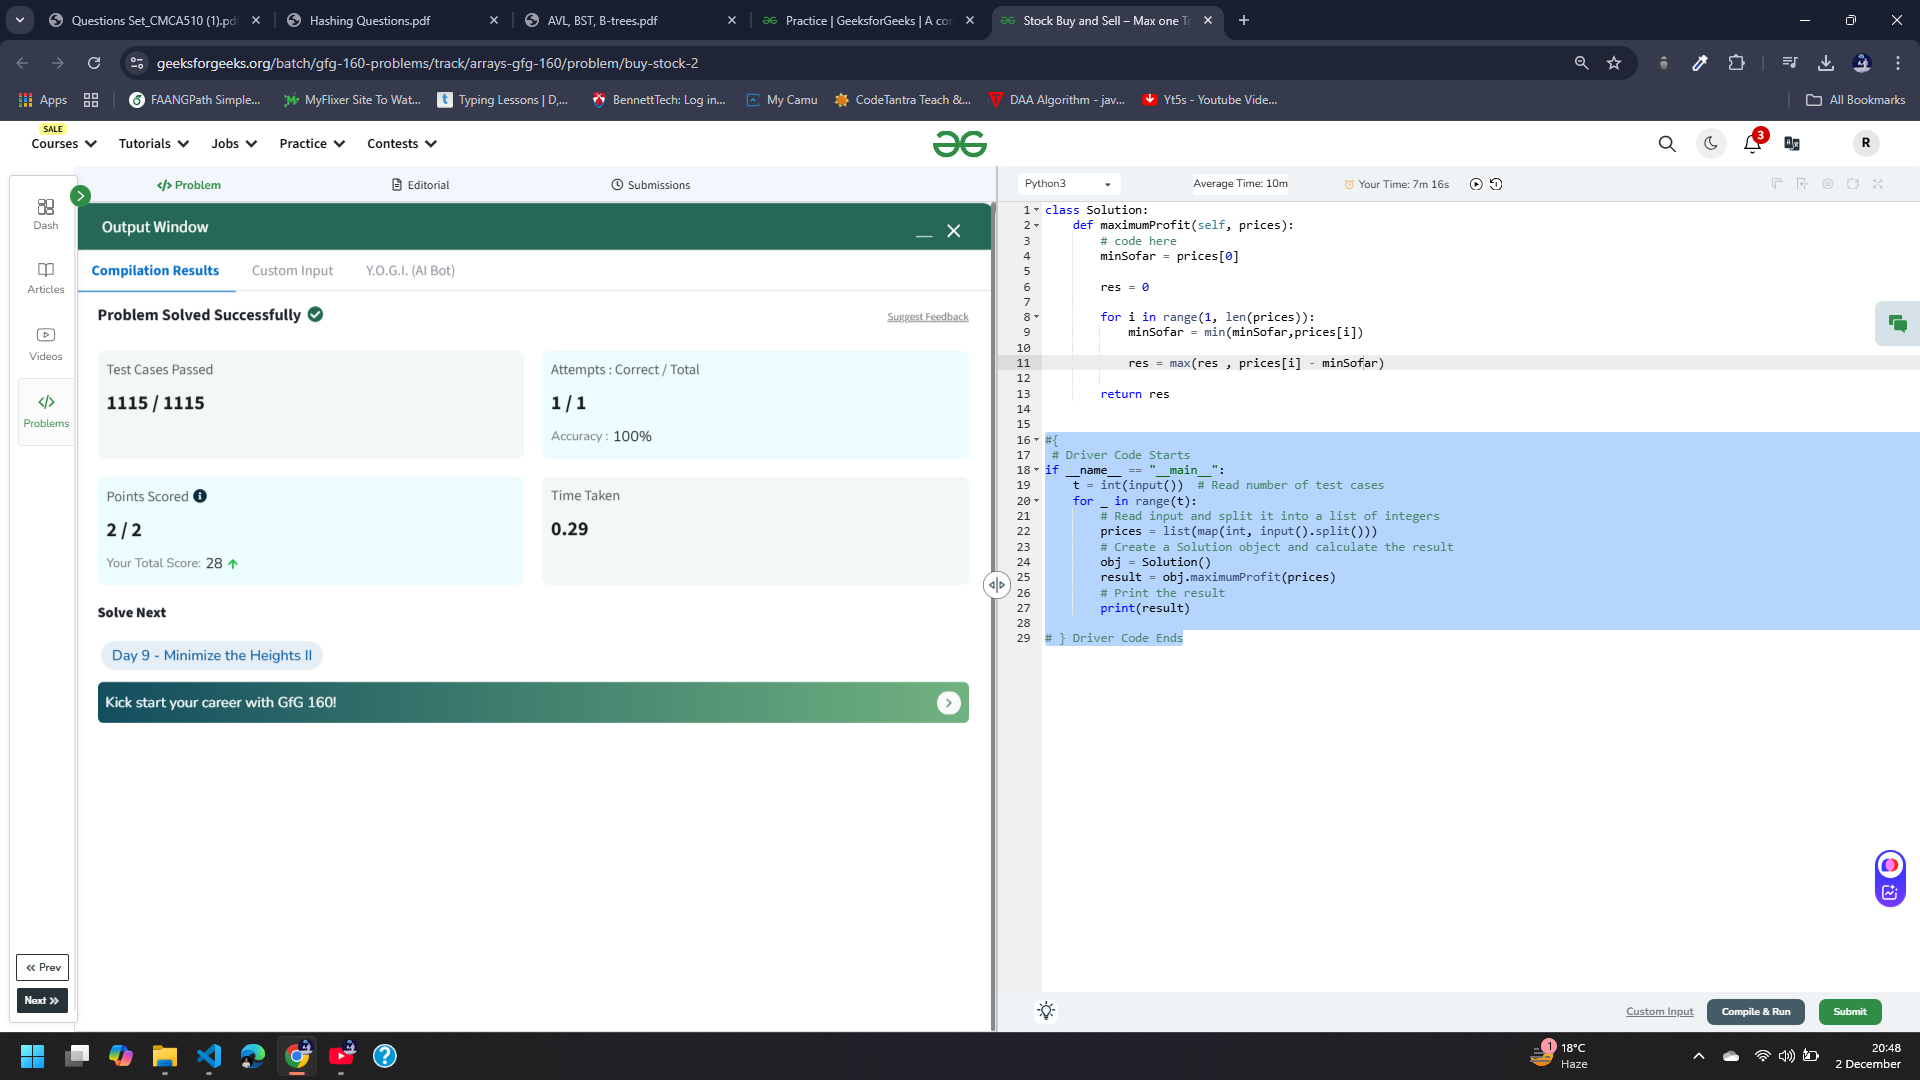 Questions Set_CMCA510 (1).pdf
Hashing Questions.pdf
AVL, BST, B-trees.pdf
Practice | GeeksforGeeks | A co
Stock Buy and Sell – Max one T
geeksforgeeks.org/batch/gfg-160-problems/track/arrays-gfg-160/problem/buy-stock-2
Apps
FAANGPath Simple...
MyFlixer Site To Wat...
Typing Lessons | D,...
BennettTech: Log in...
My Camu
CodeTantra Teach &...
DAA Algorithm - jav...
Yt5s - Youtube Vide...
All Bookmarks
SALE
Courses
Tutorials
Jobs
Practice
Contests
3
R
Dash
Articles
Videos
Problems
Prev
Next
Problem
Editorial
Submissions
Output Window
Compilation Results
Custom Input
Y.O.G.I. (AI Bot)
Problem Solved Successfully
Suggest Feedback
Test Cases Passed
1115 / 1115
Attempts : Correct / Total
1 / 1
Accuracy : 100%
Points Scored
2 / 2
Your Total Score: 28
Time Taken
0.29
Solve Next
Day 9 - Minimize the Heights II
Kick start your career with GfG 160!
Python3
Average Time: 10m
Your Time: 7m 16s
1 class Solution:
2     def maximumProfit(self, prices):
3         # code here
4         minSofar = prices[0]
5
6         res = 0
7
8         for i in range(1, len(prices)):
9             minSofar = min(minSofar,prices[i])
10
11             res = max(res , prices[i] - minSofar)
12
13         return res
14
15
16 #{
17  # Driver Code Starts
18 if __name__ == "__main__":
19     t = int(input())  # Read number of test cases
20     for _ in range(t):
21         # Read input and split it into a list of integers
22         prices = list(map(int, input().split()))
23         # Create a Solution object and calculate the result
24         obj = Solution()
25         result = obj.maximumProfit(prices)
26         # Print the result
27         print(result)
28
29 # } Driver Code Ends
Custom Input
Compile & Run
Submit
1
18°C
Haze
20:48
2 December